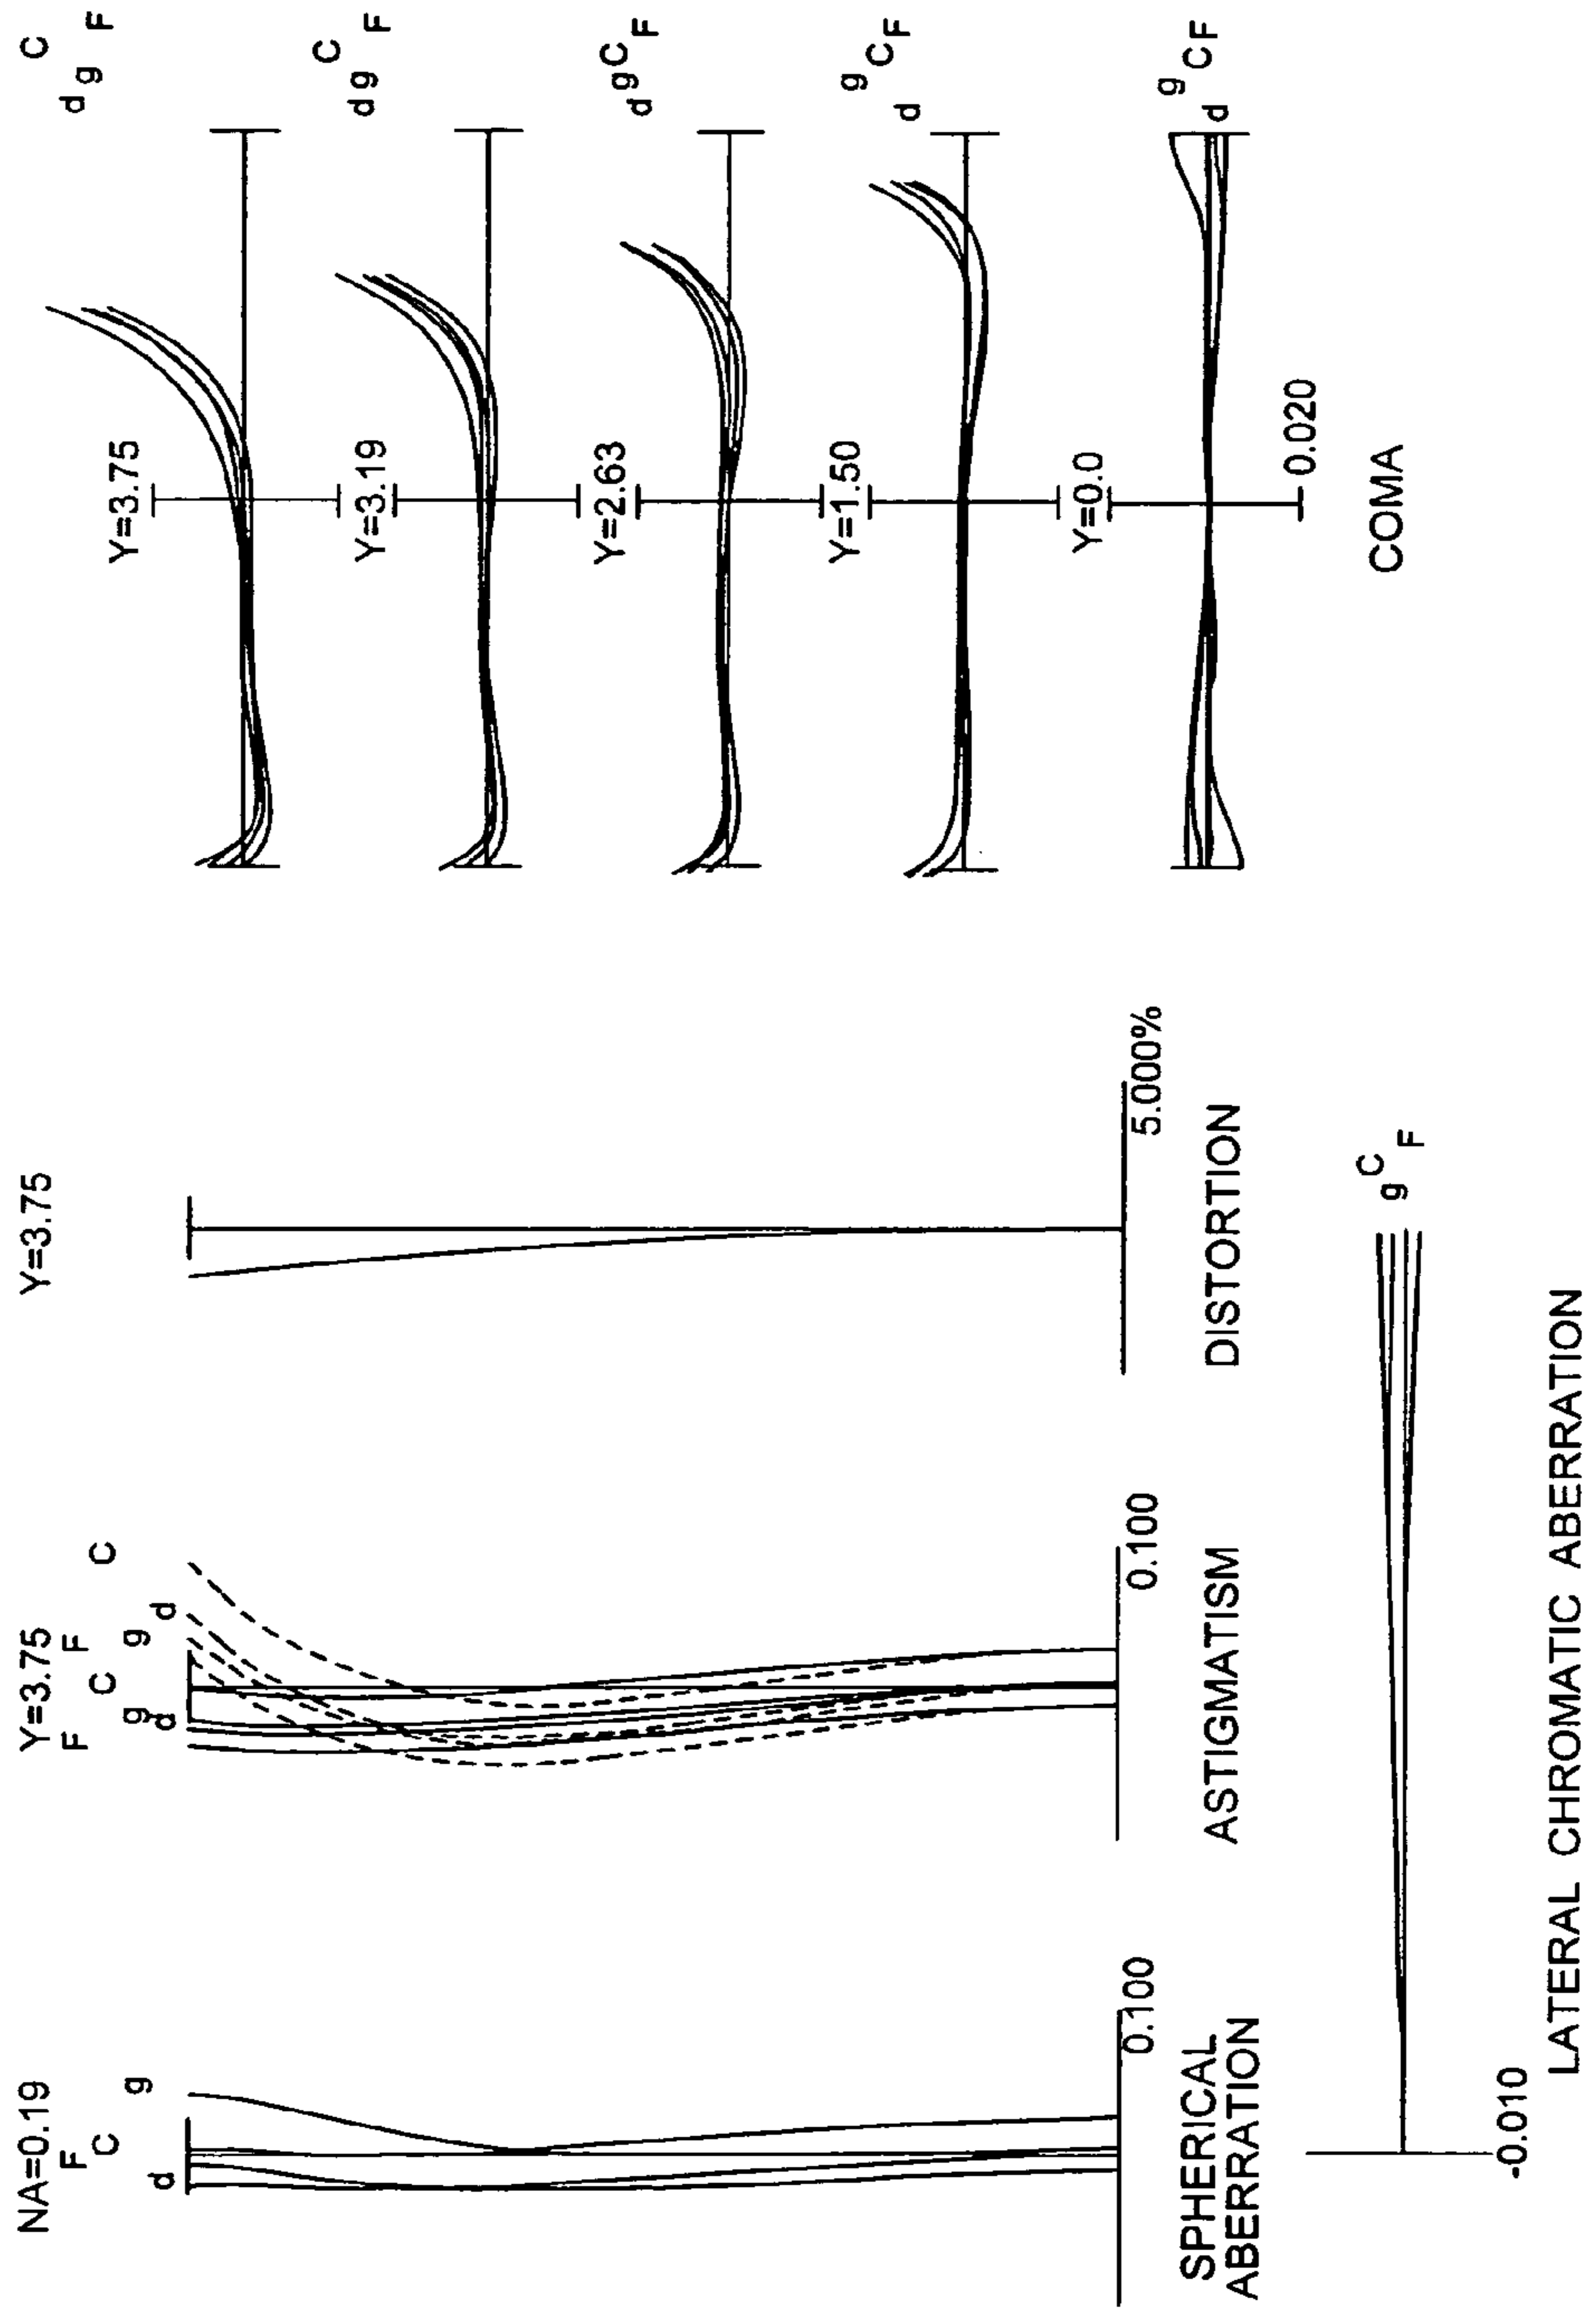 NA=0.19
F
C
d
g
0.100
SPHERICAL
ABERRATION
Y=3.75
F
g
d
C
F
g
d
C
0.100
ASTIGMATISM
Y=3.75
5.000%
DISTORTION
Y=3.75
C
d g F
Y=3.19
C
d g F
Y=2.63
d g C F
Y=1.50
g C F
d
Y=0.0
g C F
d
0.020
COMA
-0.010
C
g F
LATERAL CHROMATIC ABERRATION